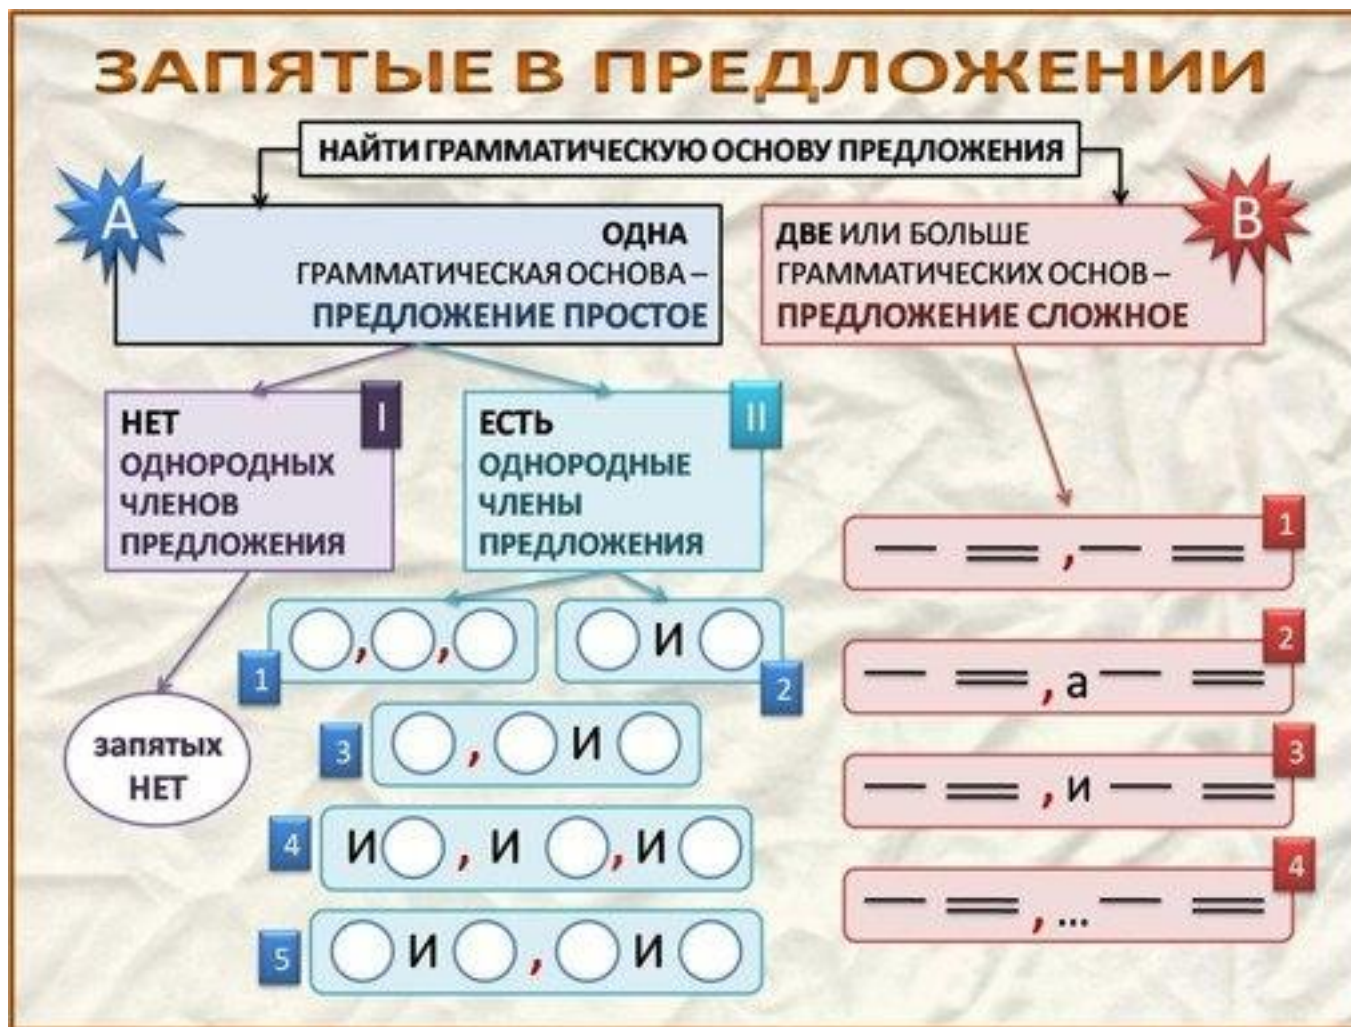 ЗАПЯТЫЕ В ПРЕДЛОЖЕНИИ
НАЙТИ ГРАММАТИЧЕСКУЮ ОСНОВУ ПРЕДЛОЖЕНИЯ
А
ОДНА
ГРАММАТИЧЕСКАЯ ОСНОВА –
ПРЕДЛОЖЕНИЕ ПРОСТОЕ
В
ДВЕ ИЛИ БОЛЬШЕ
ГРАММАТИЧЕСКИХ ОСНОВ –
ПРЕДЛОЖЕНИЕ СЛОЖНОЕ
I
НЕТ
ОДНОРОДНЫХ
ЧЛЕНОВ
ПРЕДЛОЖЕНИЯ
II
ЕСТЬ
ОДНОРОДНЫЕ
ЧЛЕНЫ
ПРЕДЛОЖЕНИЯ
запятых
НЕТ
1
, ,
2
И
3
, И
4
И , И , И
5
И , И
1
,
2
, а
3
, и
4
, ...